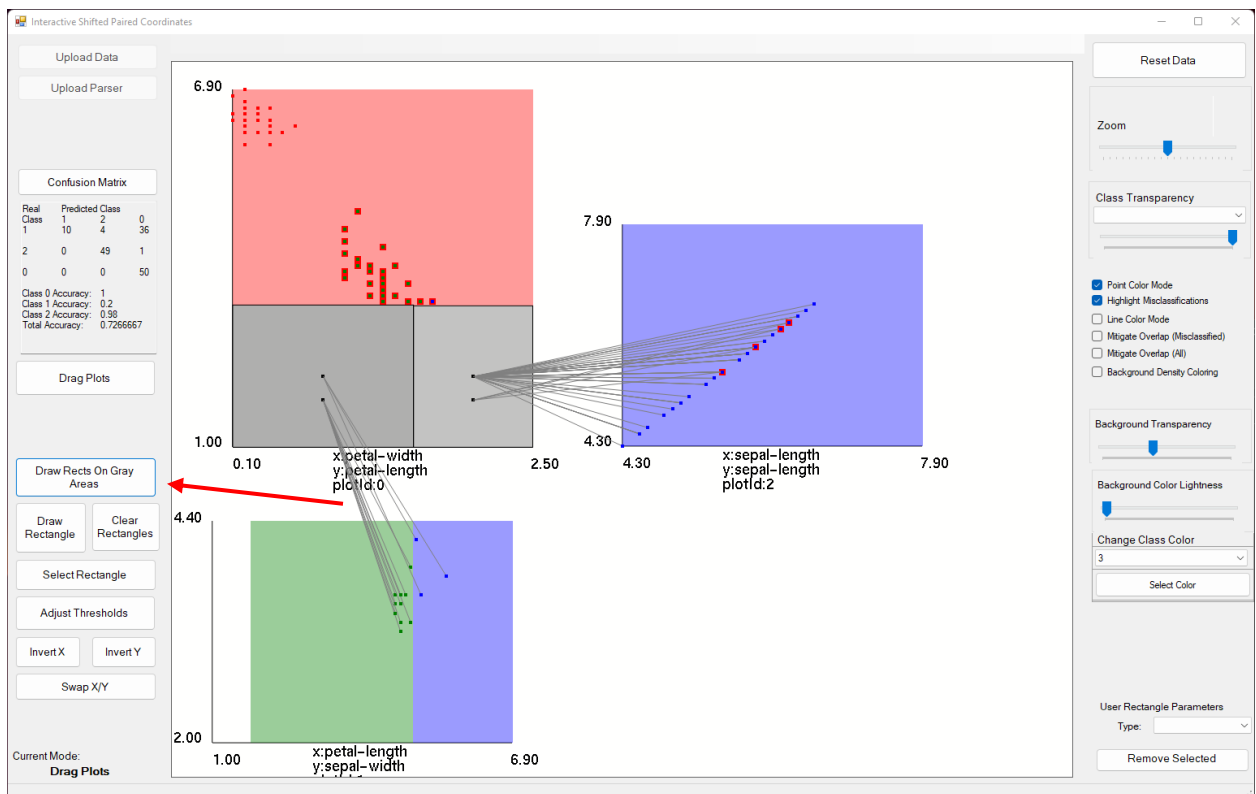 Interactive Shifted Paired Coordinates
Upload Data
Upload Parser
Confusion Matrix
Real Predicted Class
Class 1 2 0
1 10 4 36
2 0 49 1
0 0 0 50
Class 0 Accuracy: 1
Class 1 Accuracy: 0.2
Class 2 Accuracy: 0.98
Total Accuracy: 0.7266667
Drag Plots
Draw Rects On Gray
Areas
Draw
Rectangle
Clear
Rectangles
Select Rectangle
Adjust Thresholds
Invert X
Invert Y
Swap X/Y
Current Mode:
Drag Plots
6.90
1.00
0.10
x:petal-width
y:petal-length
plotId:0
2.50
7.90
4.30
4.30
x:sepal-length
y:sepal-length
plotId:2
7.90
4.40
2.00
1.00
x:petal-length
y:sepal-width
6.90
Reset Data
Zoom
Class Transparency
Point Color Mode
Highlight Misclassifications
Line Color Mode
Mitigate Overlap (Misclassified)
Mitigate Overlap (All)
Background Density Coloring
Background Transparency
Background Color Lightness
Change Class Color
3
Select Color
User Rectangle Parameters
Type:
Remove Selected